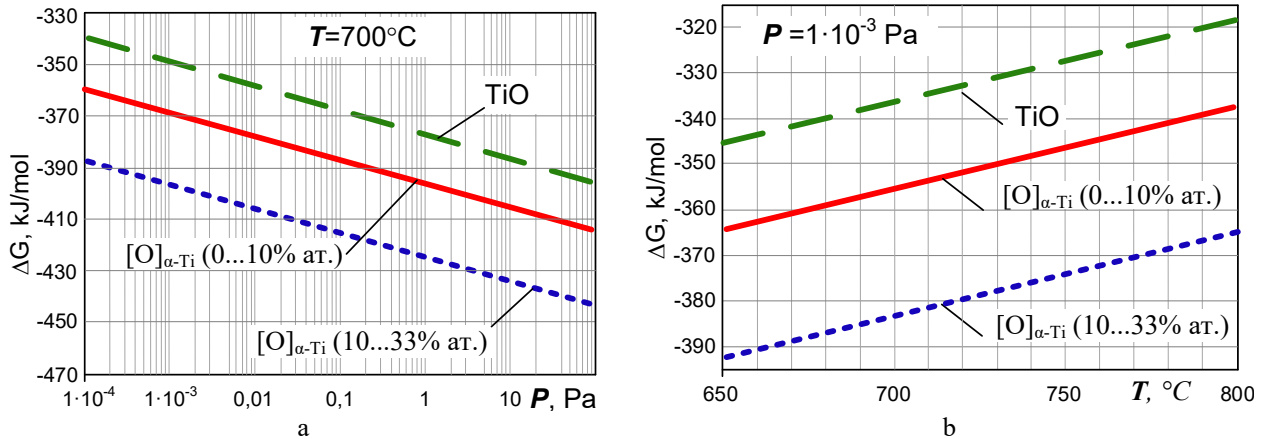 -330
-350
-370
-390
-410
-430
-450
-470
ΔG, kJ/mol
T=700°C
TiO
[O]α-Ti (0...10% ат.)
[O]α-Ti (10...33% ат.)
1·10⁻⁴
1·10⁻³
0,01
0,1
1
10
P, Pa
a
-320
-330
-340
-350
-360
-370
-380
-390
ΔG, kJ/mol
P =1·10⁻³ Pa
TiO
[O]α-Ti (0...10% ат.)
[O]α-Ti (10...33% ат.)
650
700
750
T, °C
800
b